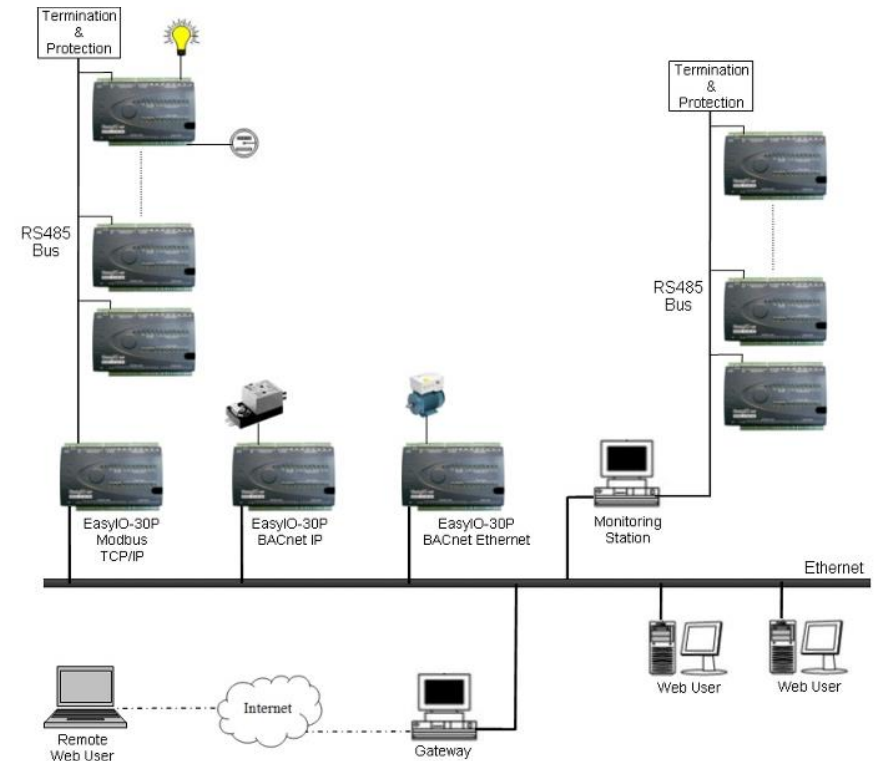 Termination
&
Protection
Termination
&
Protection
RS485
Bus
RS485
Bus
EasyIO-30P
Modbus
TCP/IP
EasyIO-30P
BACnet IP
EasyIO-30P
BACnet Ethernet
Monitoring
Station
Ethernet
Web User
Web User
Internet
Remote
Web User
Gateway